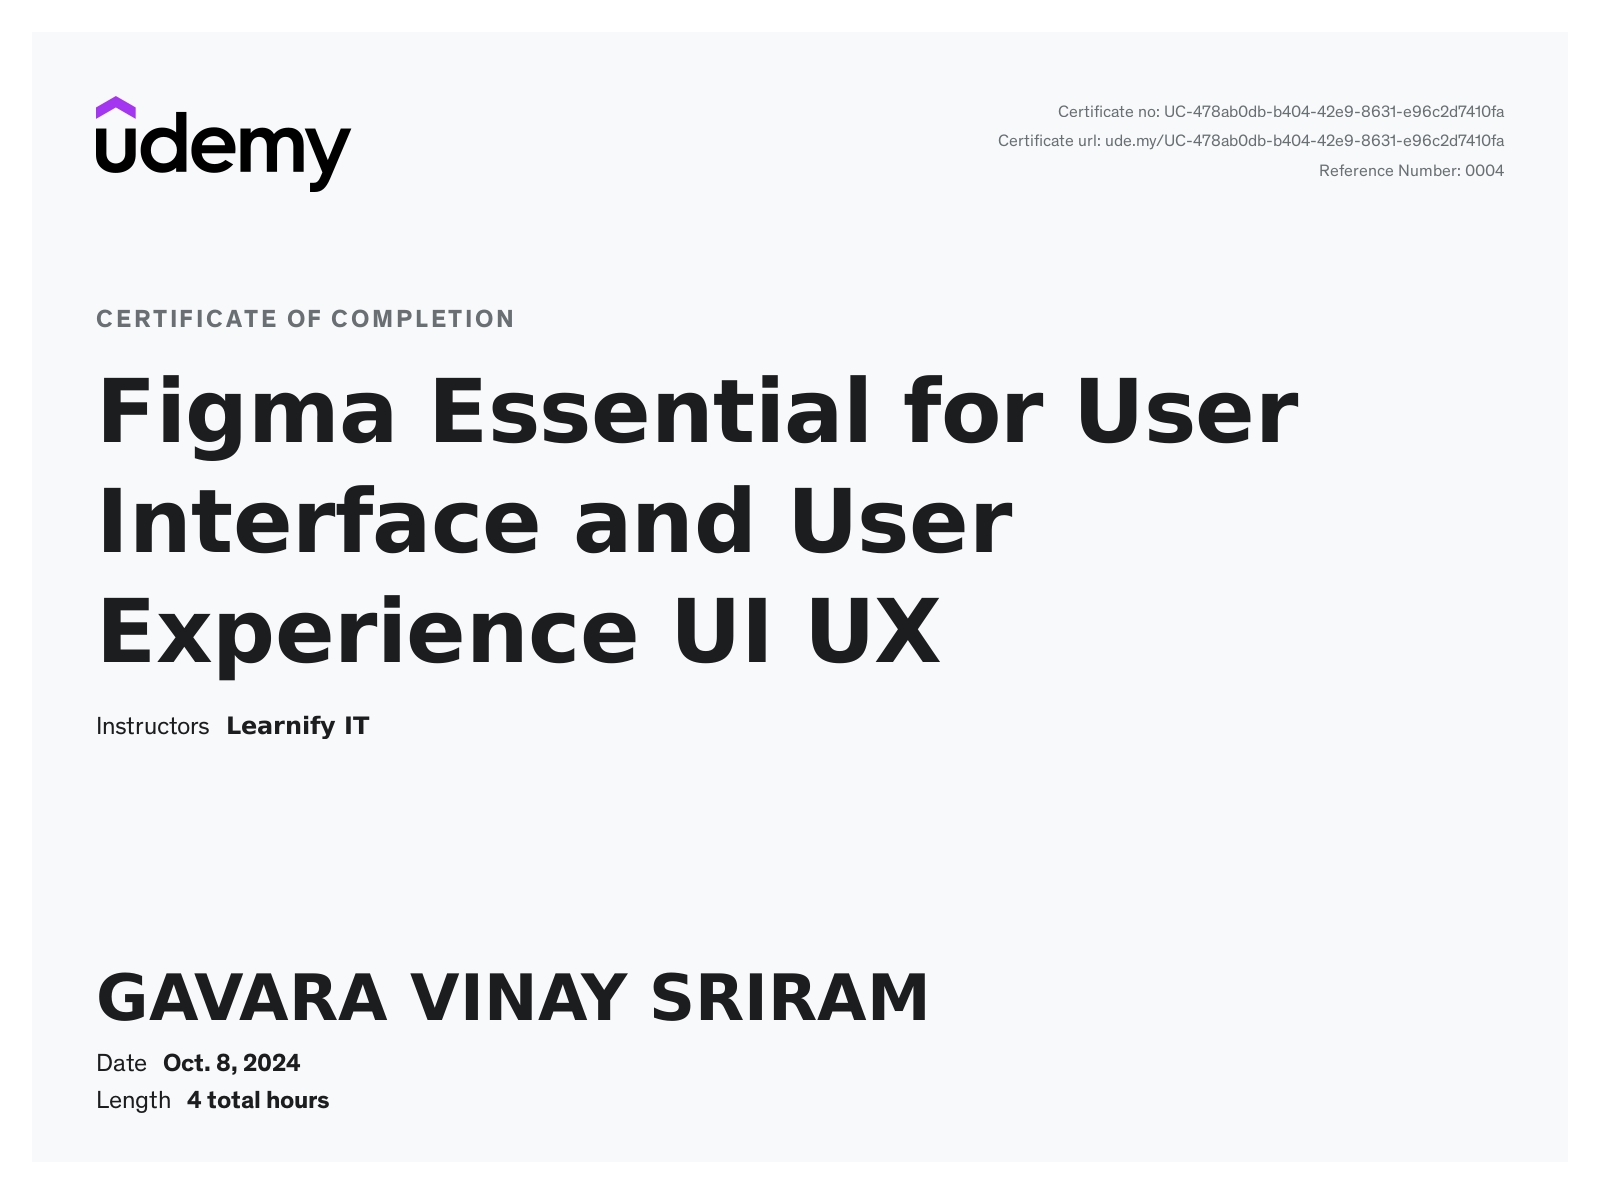 udemy
Certificate no: UC-478ab0db-b404-42e9-8631-e96c2d7410fa
Certificate url: ude.my/UC-478ab0db-b404-42e9-8631-e96c2d7410fa
Reference Number: 0004
CERTIFICATE OF COMPLETION
Figma Essential for User
Interface and User
Experience UI UX
Instructors Learnify IT
GAVARA VINAY SRIRAM
Date Oct. 8, 2024
Length 4 total hours